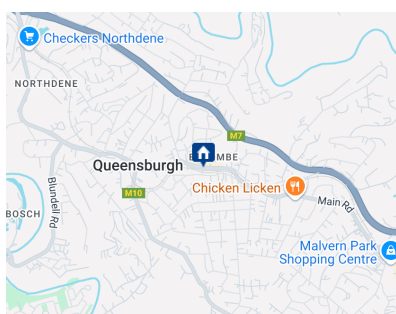 Checkers Northdene
NORTHDENE
M7
Queensburgh
M10
Chicken Licken
Blundell Rd
BOSCH
Main Rd
Malvern Park
Shopping Centre